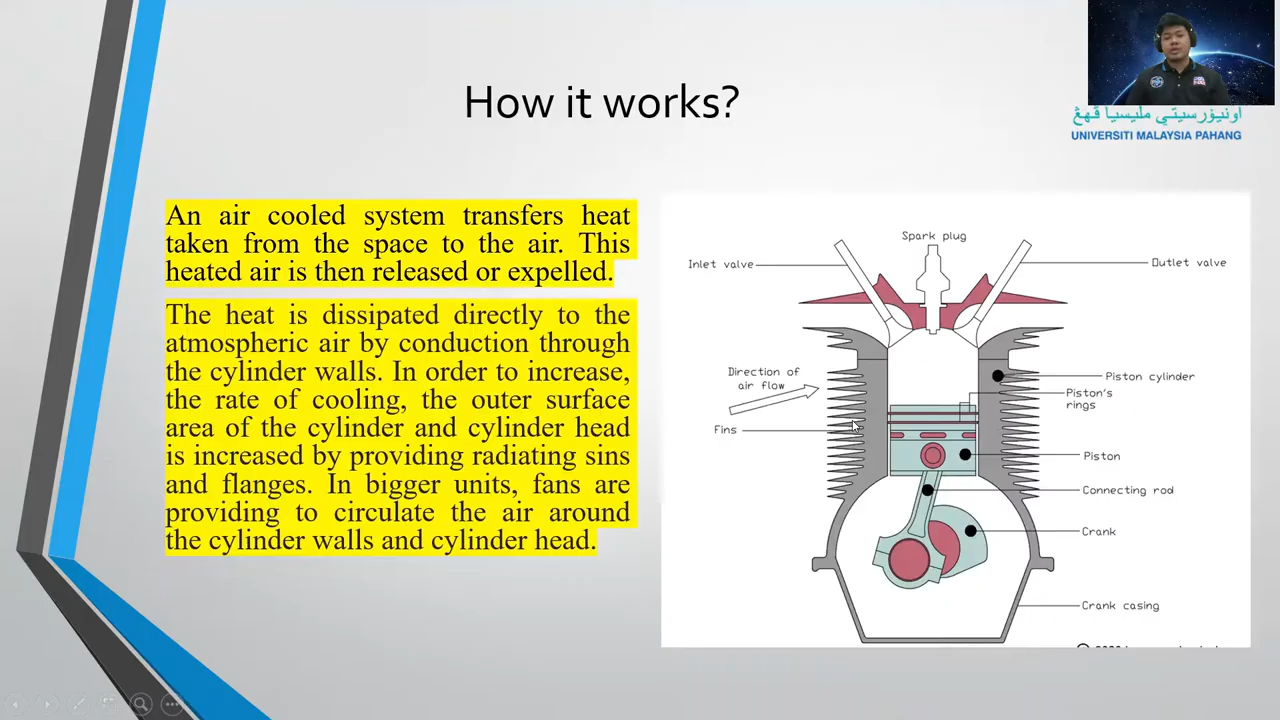 How it works?
اونيۏرسيتي مليسيا ڤهڠ
UNIVERSITI MALAYSIA PAHANG
An air cooled system transfers heat
taken from the space to the air. This
heated air is then released or expelled.
The heat is dissipated directly to the
atmospheric air by conduction through
the cylinder walls. In order to increase,
the rate of cooling, the outer surface
area of the cylinder and cylinder head
is increased by providing radiating sins
and flanges. In bigger units, fans are
providing to circulate the air around
the cylinder walls and cylinder head.
Spark plug
Inlet valve
Outlet valve
Direction of
air flow
Piston cylinder
Piston's
rings
Fins
Piston
Connecting rod
Crank
Crank casing